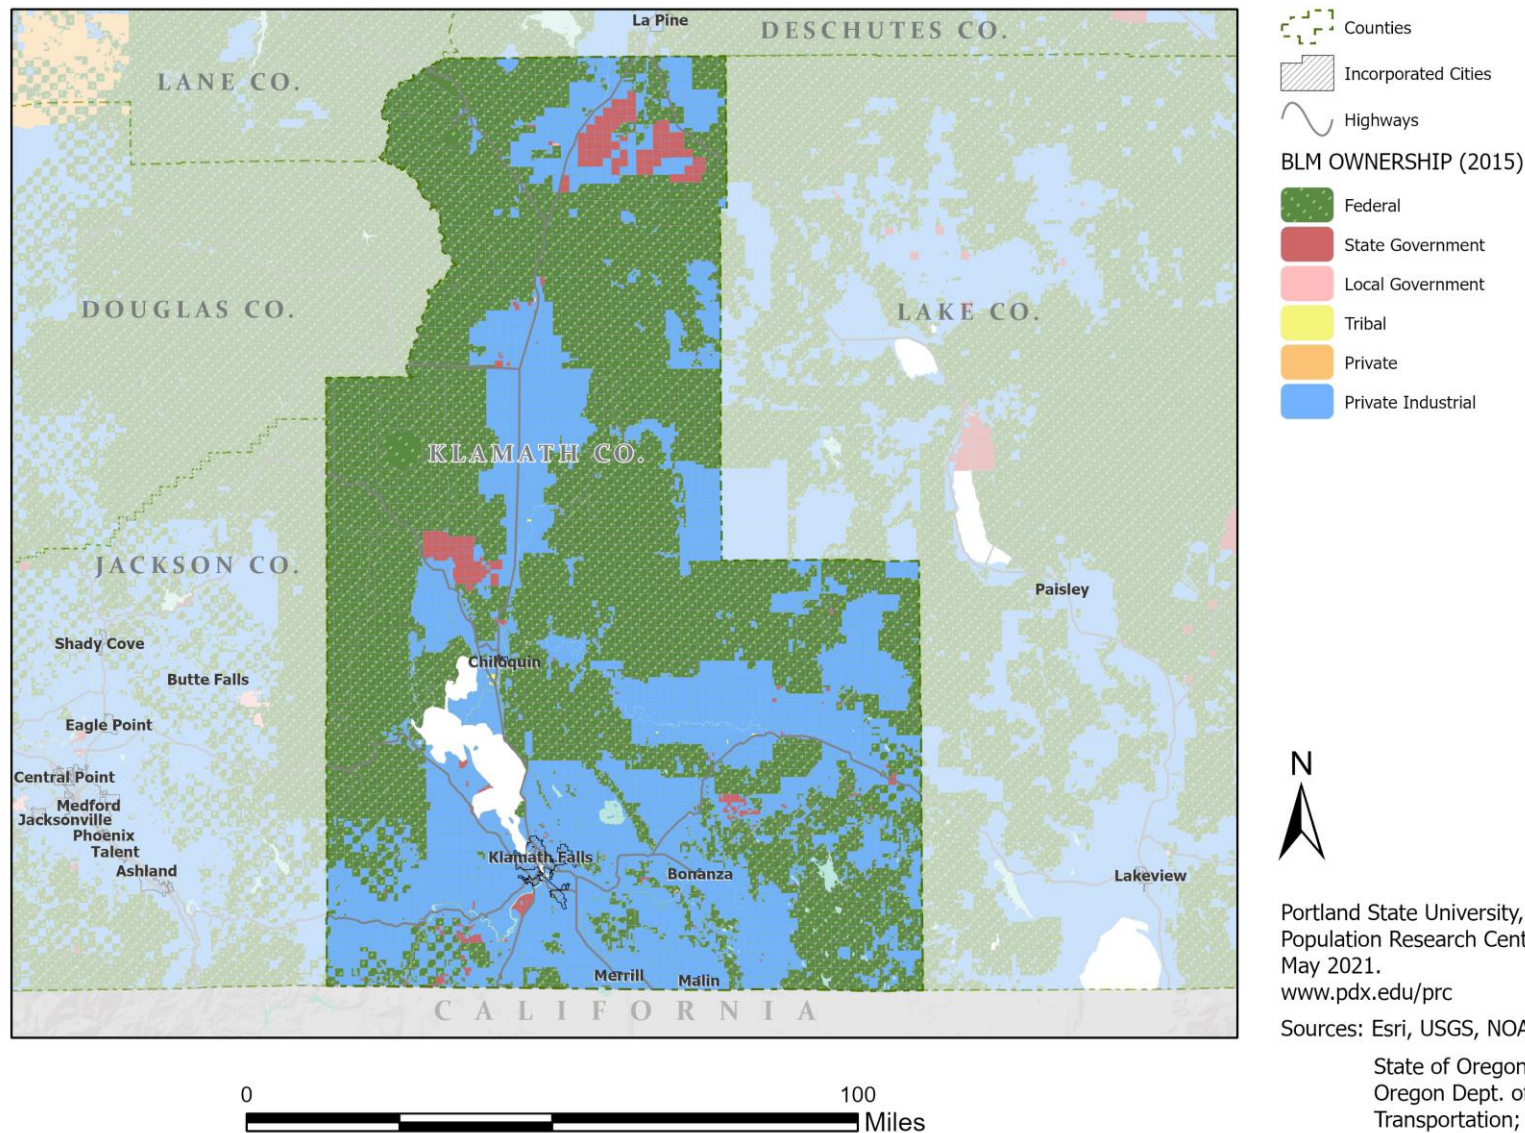 La Pine
DESCHUTES CO.
LANE CO.
DOUGLAS CO.
LAKE CO.
KLAMATH CO.
JACKSON CO.
Paisley
Shady Cove
Chiloquin
Butte Falls
Eagle Point
Central Point
Medford
Jacksonville
Phoenix
Talent
Ashland
Klamath Falls
Bonanza
Lakeview
Merrill
Malin
CALIFORNIA
0
100
Miles
Counties
Incorporated Cities
Highways
BLM OWNERSHIP (2015)
Federal
State Government
Local Government
Tribal
Private
Private Industrial
N
Portland State University,
Population Research Cent
May 2021.
www.pdx.edu/prc
Sources: Esri, USGS, NOA
State of Oregon
Oregon Dept. of
Transportation;